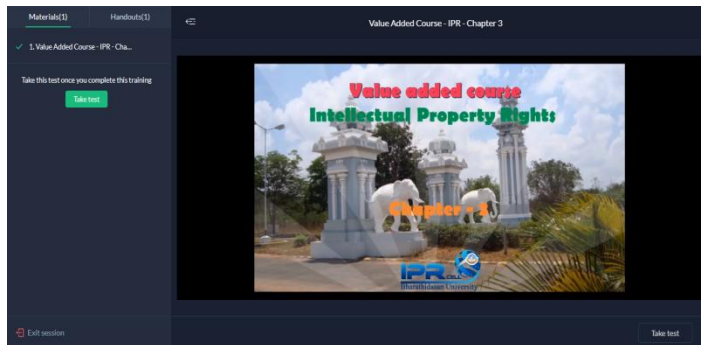 Materials(1)
Handouts(1)
Value Added Course - IPR - Chapter 3
1. Value Added Course - IPR - Cha...
Take this test once you complete this training
Take test
Value added course
Intellectual Property Rights
Chapter - 3
IPR CELL
Bharathidasan University
Exit session
Take test